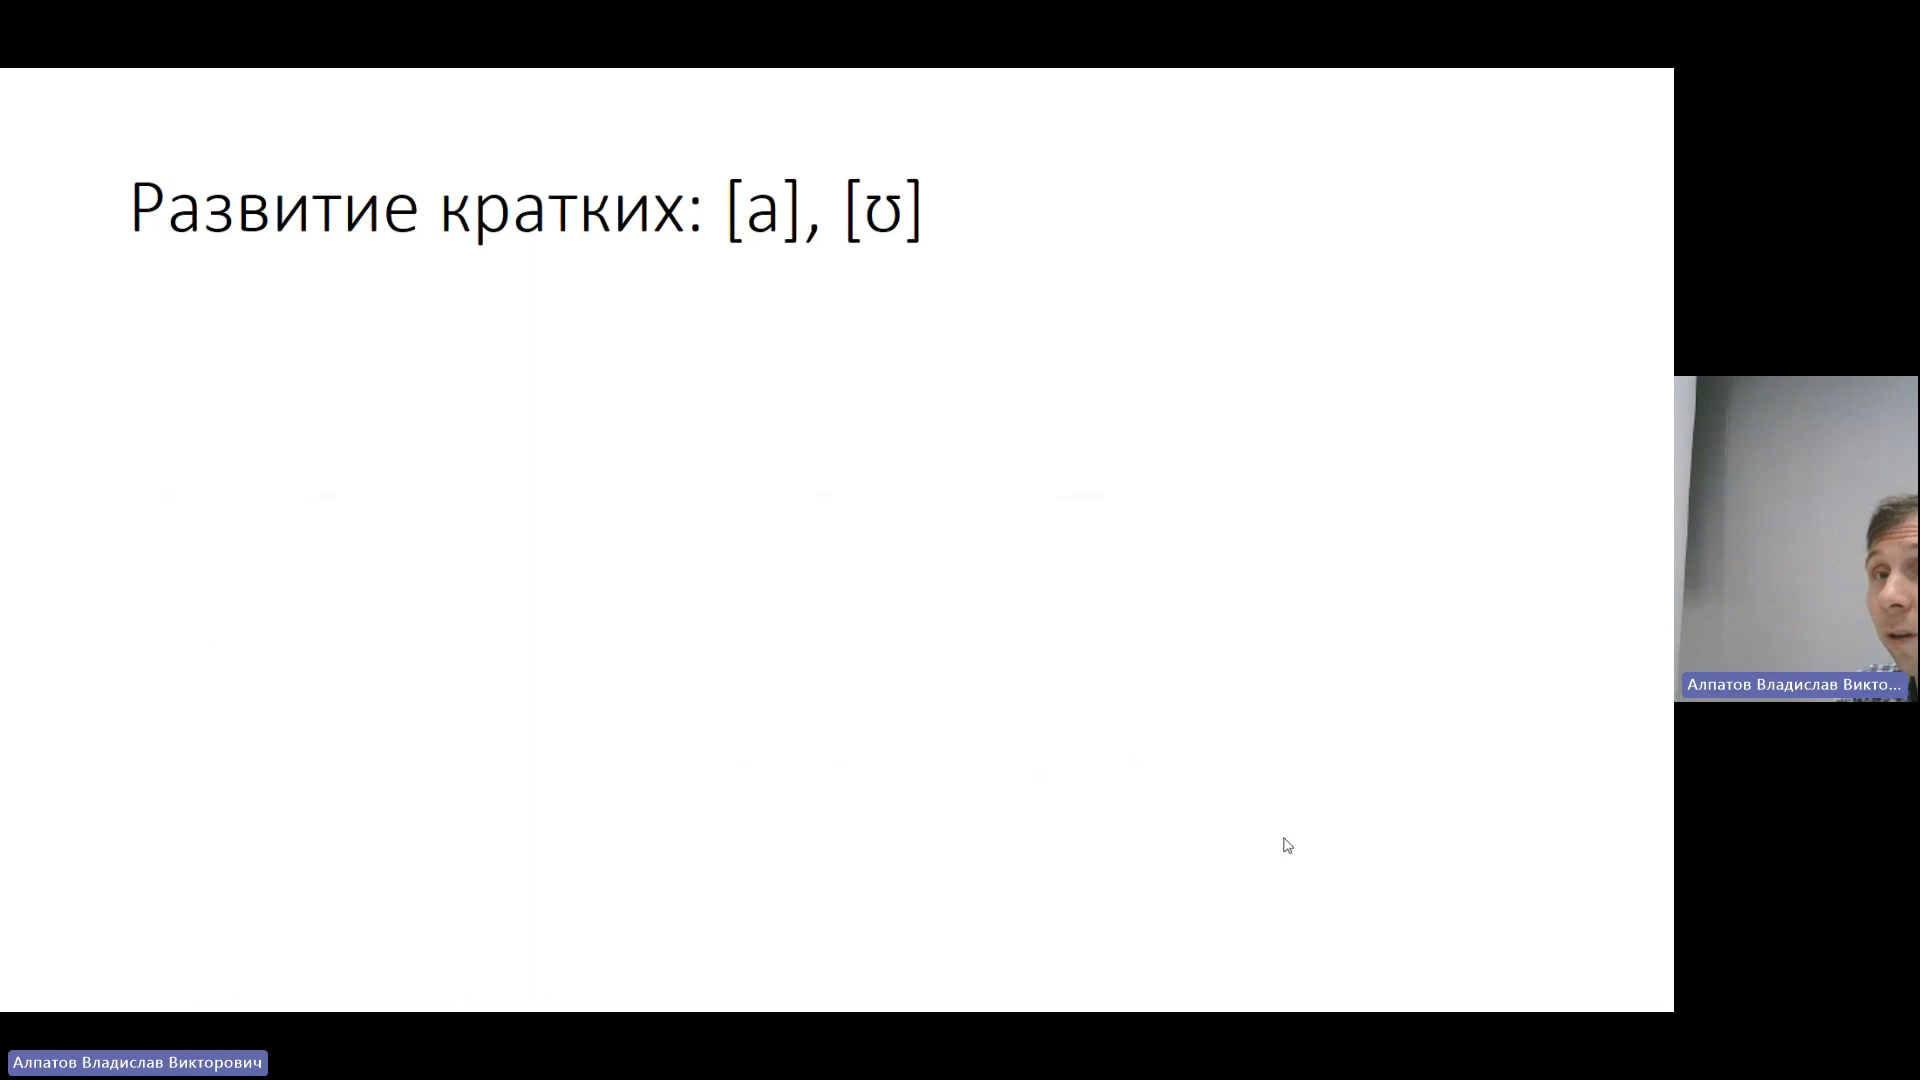 Развитие кратких: [a], [ʊ]
Алпатов Владислав Викто...
Алпатов Владислав Викторович